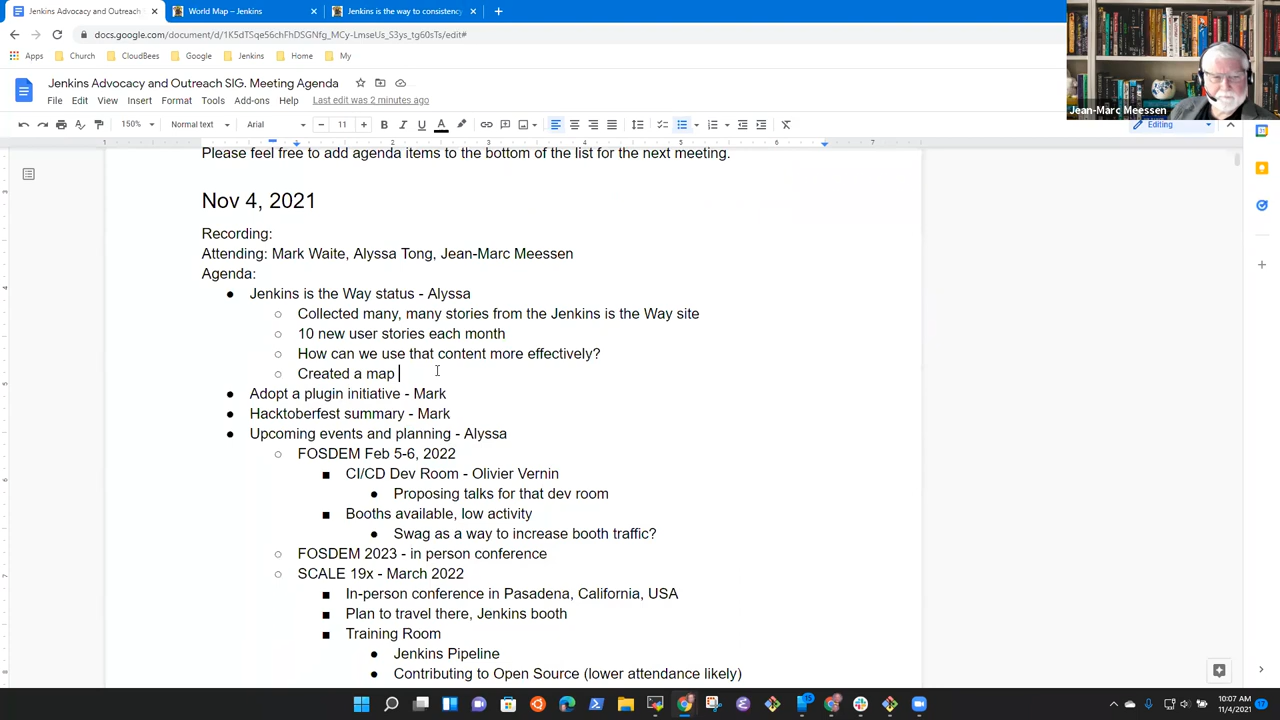 Jenkins Advocacy and Outreach
World Map – Jenkins
Jenkins is the way to consistency
docs.google.com/document/d/1K5dTSqe56chFhDSGNfg_MCy-LmseUs_S3ys_tg60sTs/edit#
Apps Church CloudBees Google Jenkins Home My
Jenkins Advocacy and Outreach SIG. Meeting Agenda
File Edit View Insert Format Tools Add-ons Help Last edit was 2 minutes ago
150% Normal text Arial 11 Editing
Jean-Marc Meessen
1 1 2 3 4 5 6 7
Please feel free to add agenda items to the bottom of the list for the next meeting.
Nov 4, 2021
Recording:
Attending: Mark Waite, Alyssa Tong, Jean-Marc Meessen
Agenda:
● Jenkins is the Way status - Alyssa
○ Collected many, many stories from the Jenkins is the Way site
○ 10 new user stories each month
○ How can we use that content more effectively?
○ Created a map
● Adopt a plugin initiative - Mark
● Hacktoberfest summary - Mark
● Upcoming events and planning - Alyssa
○ FOSDEM Feb 5-6, 2022
■ CI/CD Dev Room - Olivier Vernin
● Proposing talks for that dev room
■ Booths available, low activity
● Swag as a way to increase booth traffic?
○ FOSDEM 2023 - in person conference
○ SCALE 19x - March 2022
■ In-person conference in Pasadena, California, USA
■ Plan to travel there, Jenkins booth
■ Training Room
● Jenkins Pipeline
● Contributing to Open Source (lower attendance likely)
10:07 AM
11/4/2021